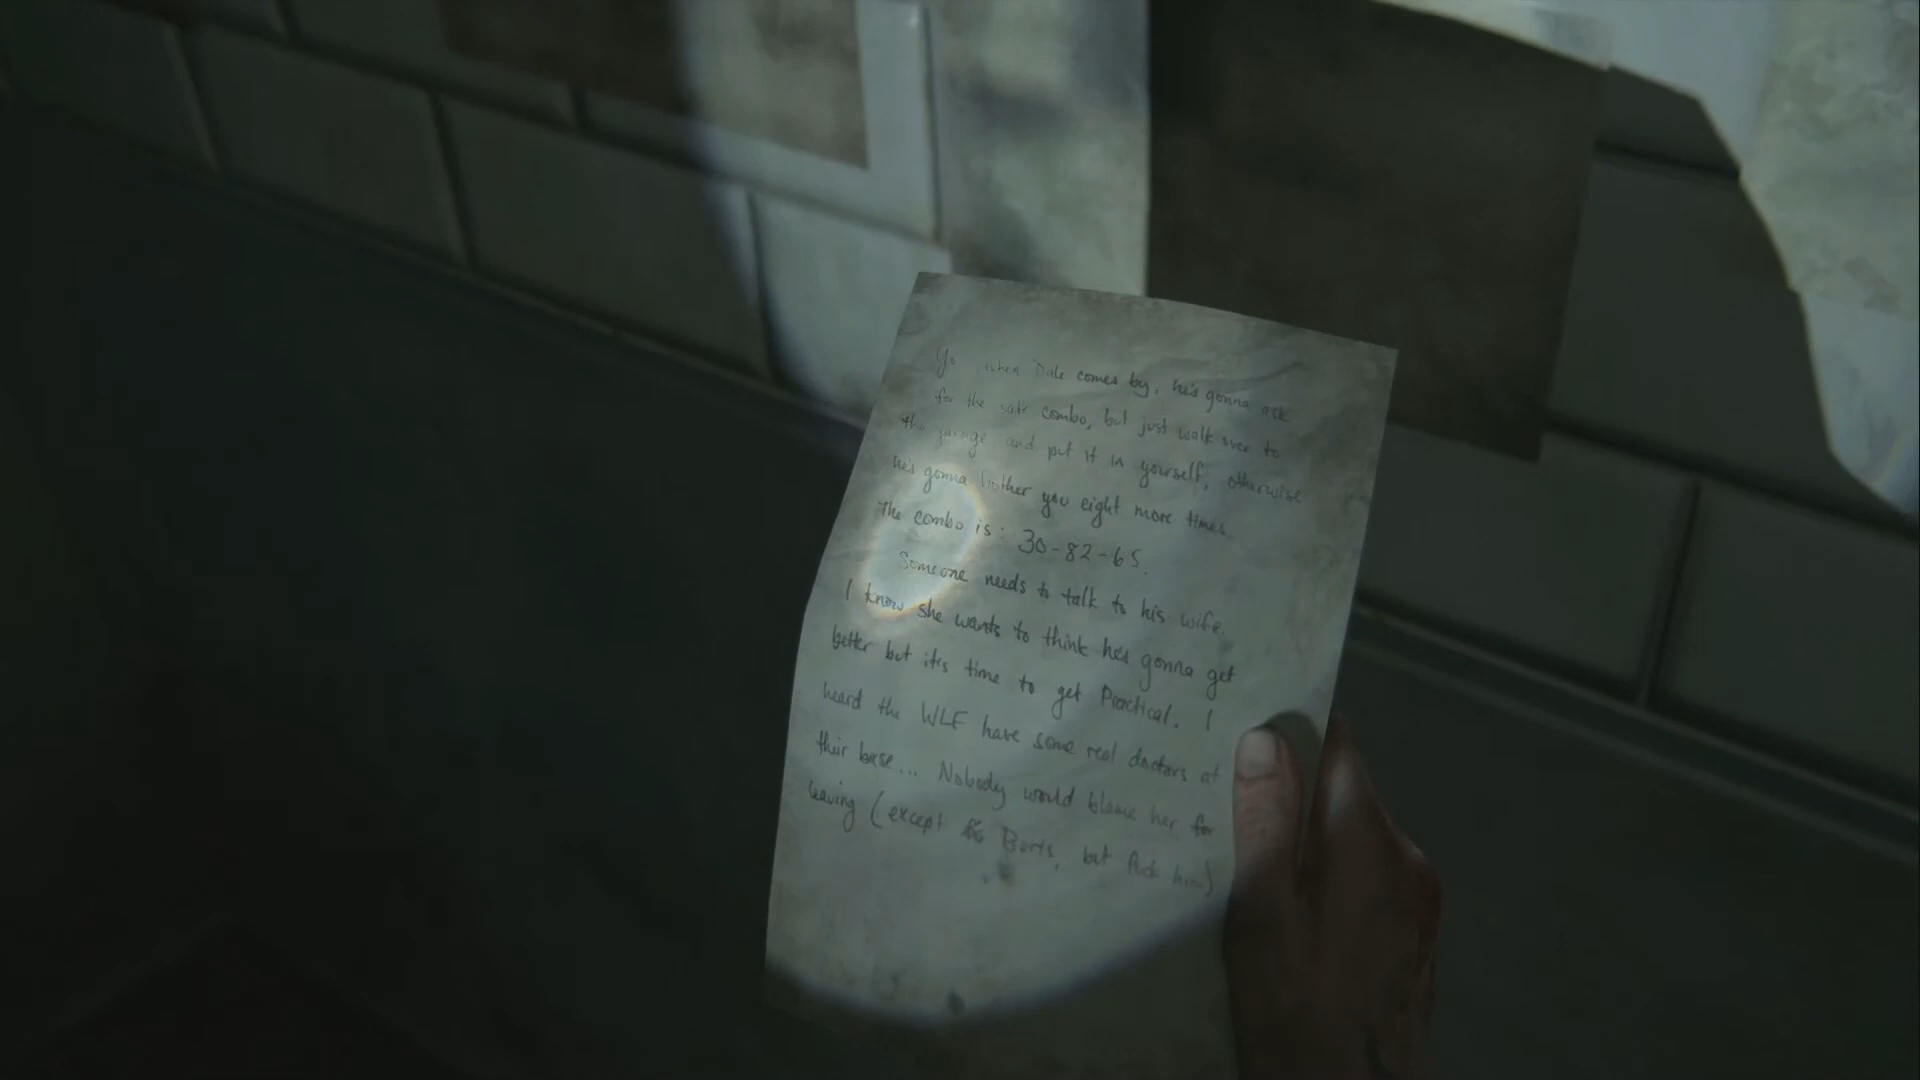 Yo when Dale comes by, he's gonna ask
for the safe combo, but just walk over to
the garage and put it in yourself, otherwise
he's gonna bother you eight more times.
The combo is: 30-82-65.
Someone needs to talk to his wife.
I know she wants to think he's gonna get
better but it's time to get Practical. I
heard the WLF have some real doctors at
their base... Nobody would blame her for
leaving (except Boris, but fuck him)